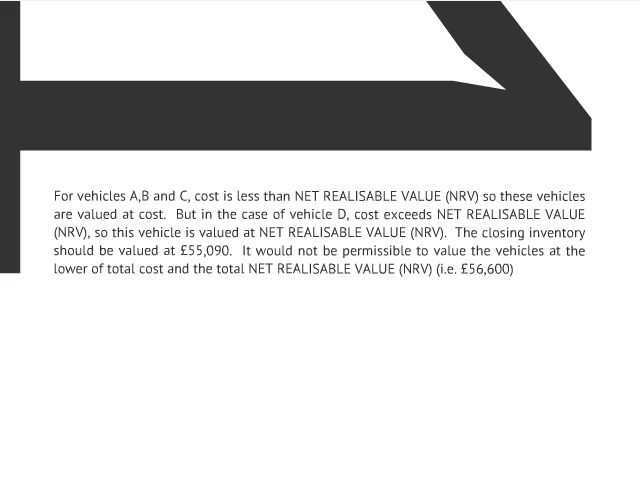 For vehicles A,B and C, cost is less than NET REALISABLE VALUE (NRV) so these vehicles
are valued at cost.  But in the case of vehicle D, cost exceeds NET REALISABLE VALUE
(NRV), so this vehicle is valued at NET REALISABLE VALUE (NRV).  The closing inventory
should be valued at £55,090.  It would not be permissible to value the vehicles at the
lower of total cost and the total NET REALISABLE VALUE (NRV) (i.e. £56,600)